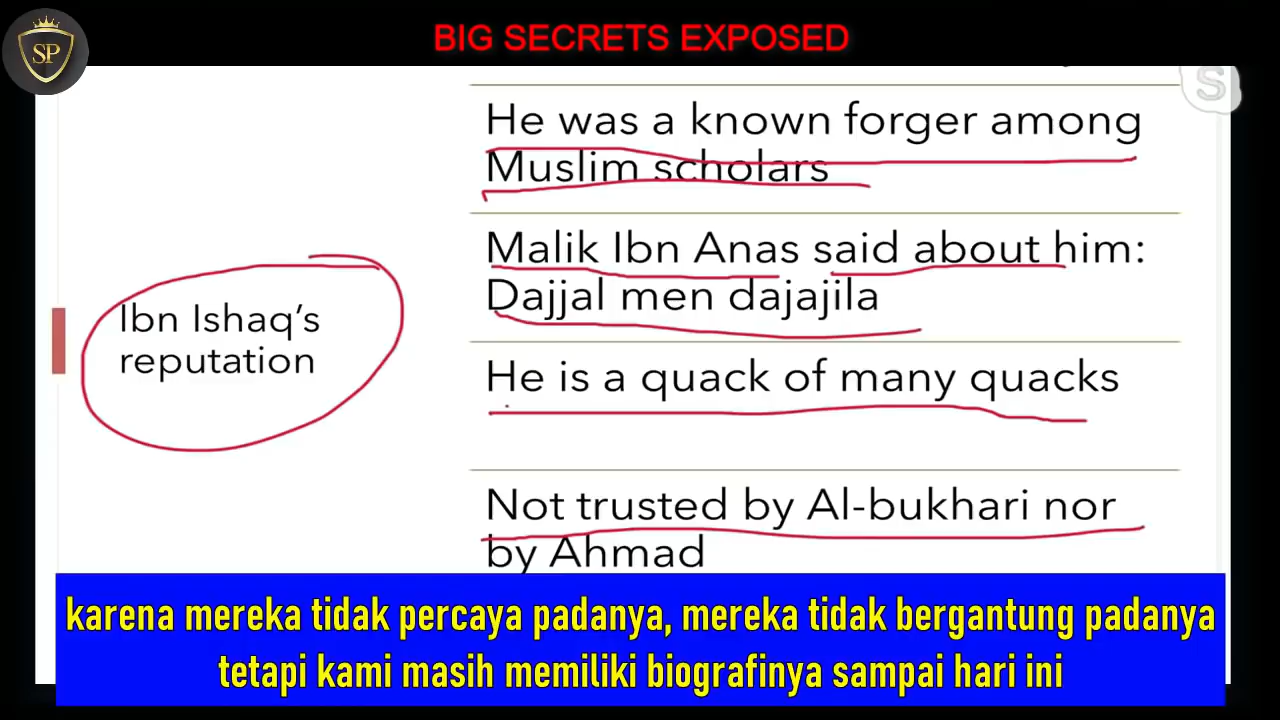 SP
BIG SECRETS EXPOSED
S
He was a known forger among
Muslim scholars
Malik Ibn Anas said about him:
Dajjal men dajajila
Ibn Ishaq's
reputation
He is a quack of many quacks
Not trusted by Al-bukhari nor
by Ahmad
karena mereka tidak percaya padanya, mereka tidak bergantung padanya
tetapi kami masih memiliki biografinya sampai hari ini